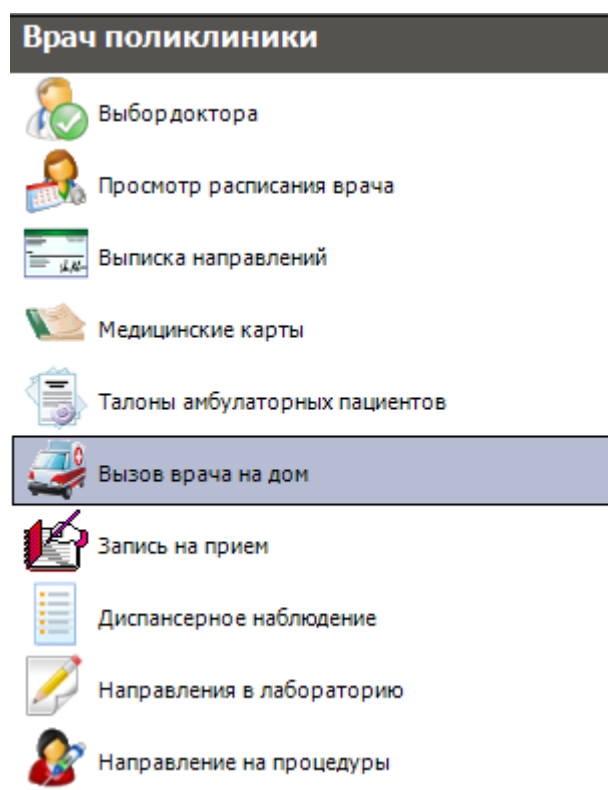 Врач поликлиники
Выбор доктора
Просмотр расписания врача
Выписка направлений
Медицинские карты
Талоны амбулаторных пациентов
Вызов врача на дом
Запись на прием
Диспансерное наблюдение
Направления в лабораторию
Направление на процедуры